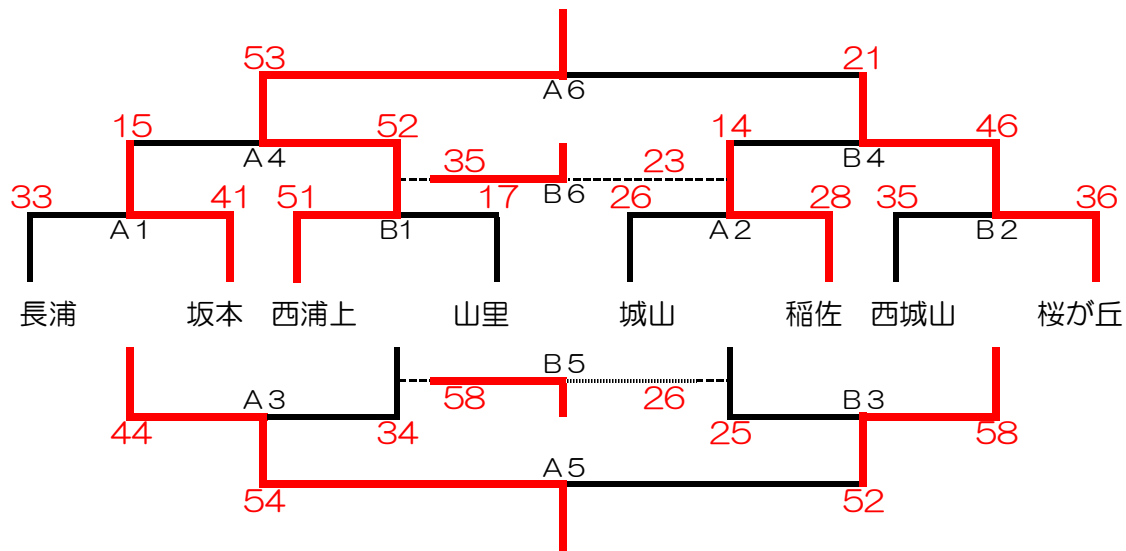 53 21
A6
15 52 14 46
A4 35 23 B4
33 41 51 17 B6 26 28 35 36
A1 B1 A2 B2
長浦 坂本 西浦上 山里 城山 稲佐 西城山 桜が丘
B5
A3 58 26 B3
44 34 25 58
A5
54 52